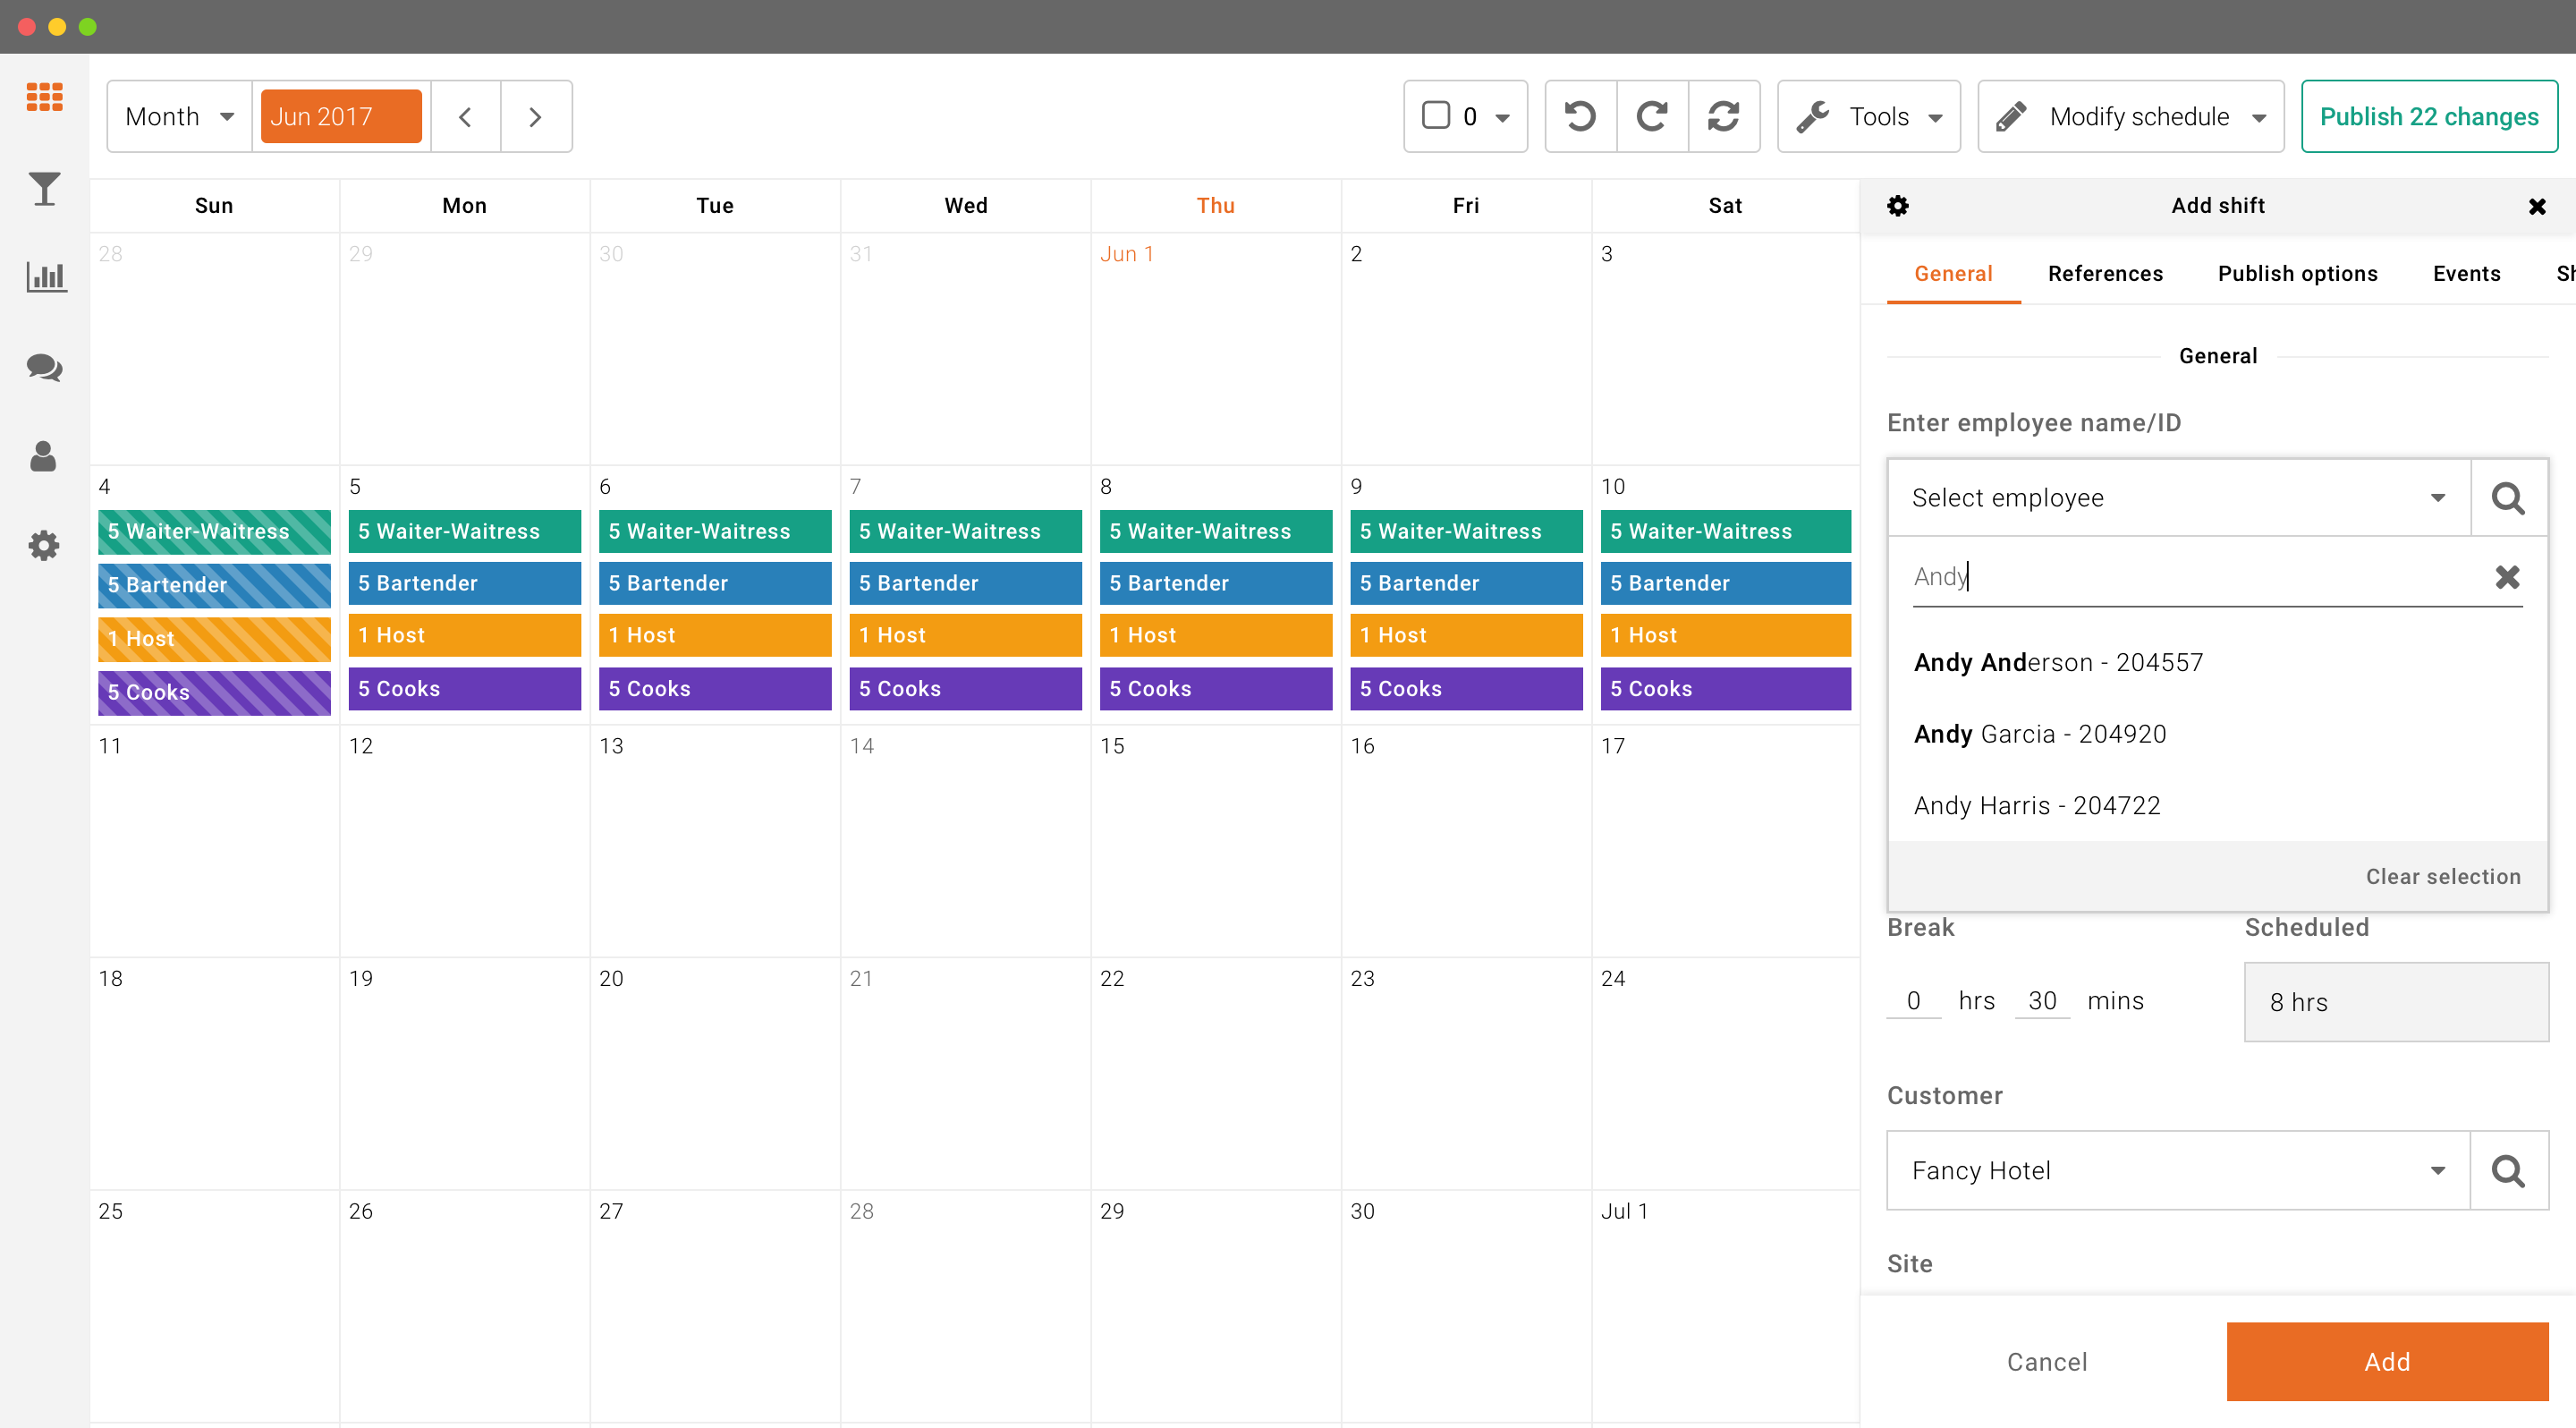 Month Jun 2017 0 Tools Modify schedule Publish 22 changes
Sun Mon Tue Wed Thu Fri Sat
28 29 30 31 Jun 1 2 3
4 5 6 7 8 9 10
5 Waiter-Waitress 5 Waiter-Waitress 5 Waiter-Waitress 5 Waiter-Waitress 5 Waiter-Waitress 5 Waiter-Waitress 5 Waiter-Waitress
5 Bartender 5 Bartender 5 Bartender 5 Bartender 5 Bartender 5 Bartender 5 Bartender
1 Host 1 Host 1 Host 1 Host 1 Host 1 Host 1 Host
5 Cooks 5 Cooks 5 Cooks 5 Cooks 5 Cooks 5 Cooks 5 Cooks
11 12 13 14 15 16 17
18 19 20 21 22 23 24
25 26 27 28 29 30 Jul 1
Add shift
General References Publish options Events
General
Enter employee name/ID
Select employee
Andy
Andy Anderson - 204557
Andy Garcia - 204920
Andy Harris - 204722
Clear selection
Break Scheduled
0 hrs 30 mins 8 hrs
Customer
Fancy Hotel
Site
Cancel Add